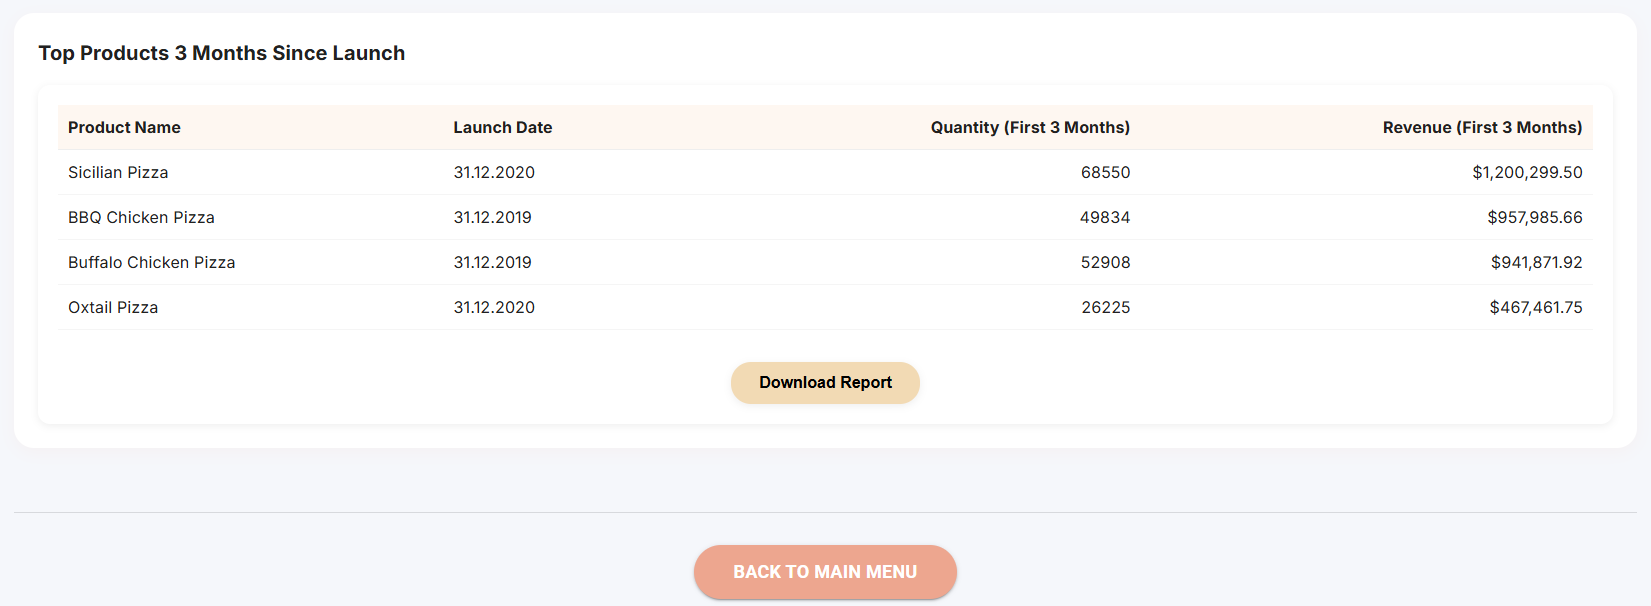 Top Products 3 Months Since Launch
Product Name Launch Date Quantity (First 3 Months) Revenue (First 3 Months)
Sicilian Pizza 31.12.2020 68550 $1,200,299.50
BBQ Chicken Pizza 31.12.2019 49834 $957,985.66
Buffalo Chicken Pizza 31.12.2019 52908 $941,871.92
Oxtail Pizza 31.12.2020 26225 $467,461.75
Download Report
BACK TO MAIN MENU